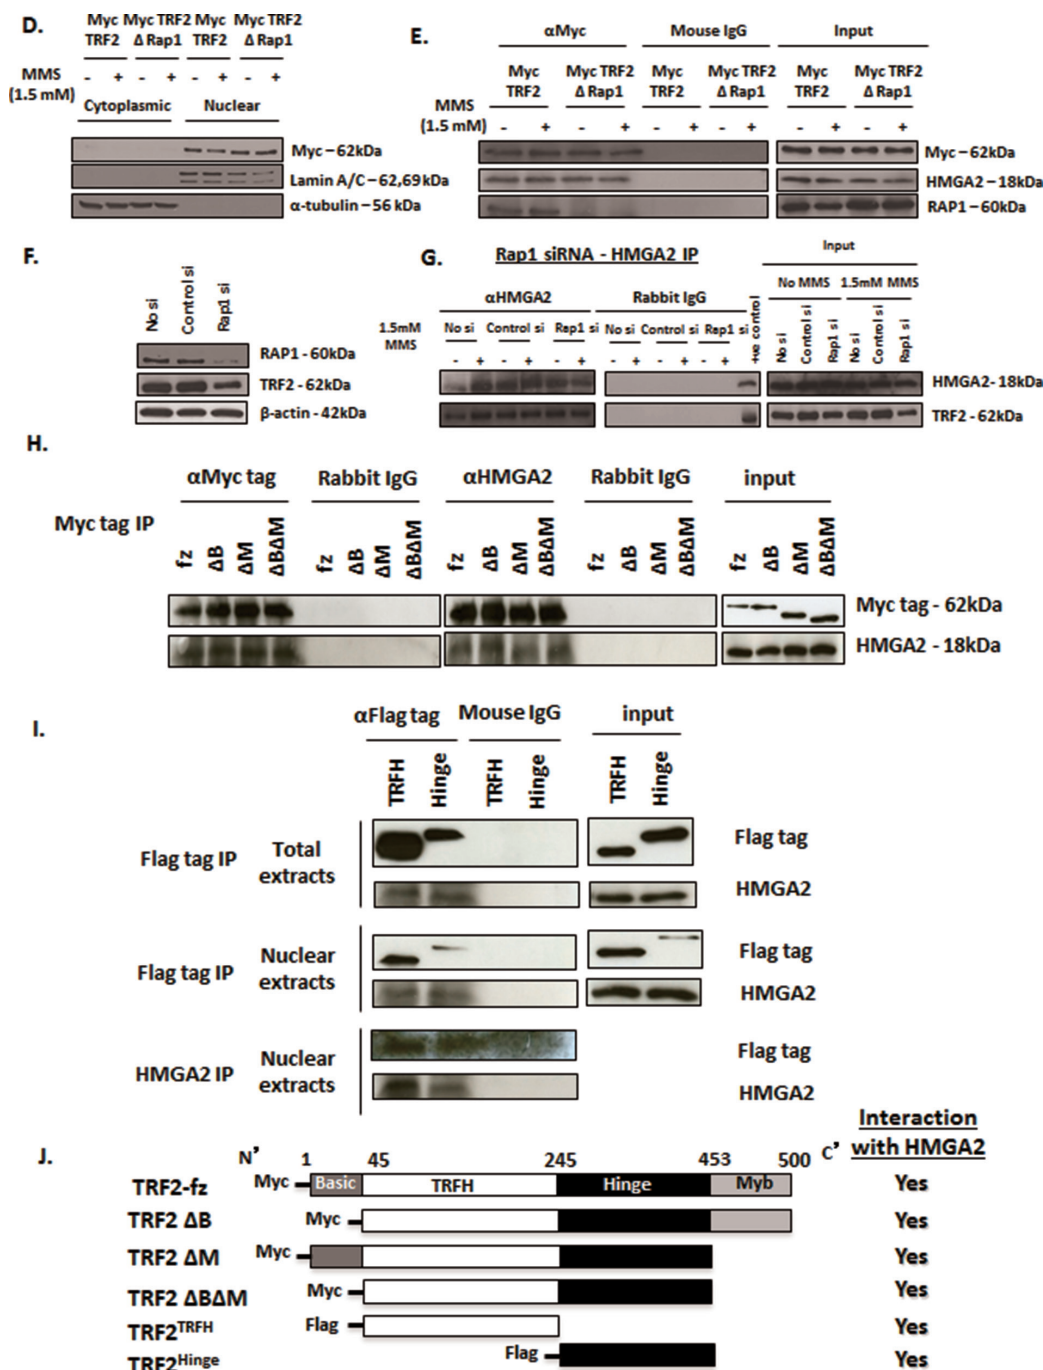 D.
Myc TRF2 Myc TRF2 Δ Rap1 Myc TRF2 Myc TRF2 Δ Rap1
MMS (1.5 mM) - + - + - + - +
Cytoplasmic Nuclear
Myc – 62kDa
Lamin A/C – 62,69kDa
α-tubulin – 56 kDa
E.
αMyc Mouse IgG Input
Myc TRF2 Myc TRF2 Δ Rap1 Myc TRF2 Myc TRF2 Δ Rap1 Myc TRF2 Myc TRF2 Δ Rap1
MMS (1.5 mM) - + - + - + - + - + - +
Myc – 62kDa
HMGA2 – 18kDa
RAP1 – 60kDa
F.
No si Control si Rap1 si
RAP1 - 60kDa
TRF2 - 62kDa
β-actin - 42kDa
G.
Rap1 siRNA - HMGA2 IP
Input
No MMS 1.5mM MMS
αHMGA2 Rabbit IgG
1.5mM MMS
No si Control si Rap1 si No si Control si Rap1 si +ve control No si Control si Rap1 si No si Control si Rap1 si
- + - + - + - + - + - +
HMGA2- 18kDa
TRF2 - 62kDa
H.
αMyc tag Rabbit IgG αHMGA2 Rabbit IgG input
Myc tag IP
fz ΔB ΔM ΔBΔM fz ΔB ΔM ΔBΔM fz ΔB ΔM ΔBΔM fz ΔB ΔM ΔBΔM fz ΔB ΔM ΔBΔM
Myc tag - 62kDa
HMGA2 - 18kDa
I.
αFlag tag Mouse IgG input
TRFH Hinge TRFH Hinge TRFH Hinge
Flag tag IP Total extracts Flag tag
HMGA2
Flag tag IP Nuclear extracts Flag tag
HMGA2
HMGA2 IP Nuclear extracts Flag tag
HMGA2
J.
Interaction with HMGA2
N' 1 45 245 453 500 C'
TRF2-fz Myc Basic TRFH Hinge Myb Yes
TRF2 ΔB Myc Yes
TRF2 ΔM Myc Yes
TRF2 ΔBΔM Myc Yes
TRF2TRFH Flag Yes
TRF2Hinge Flag Yes